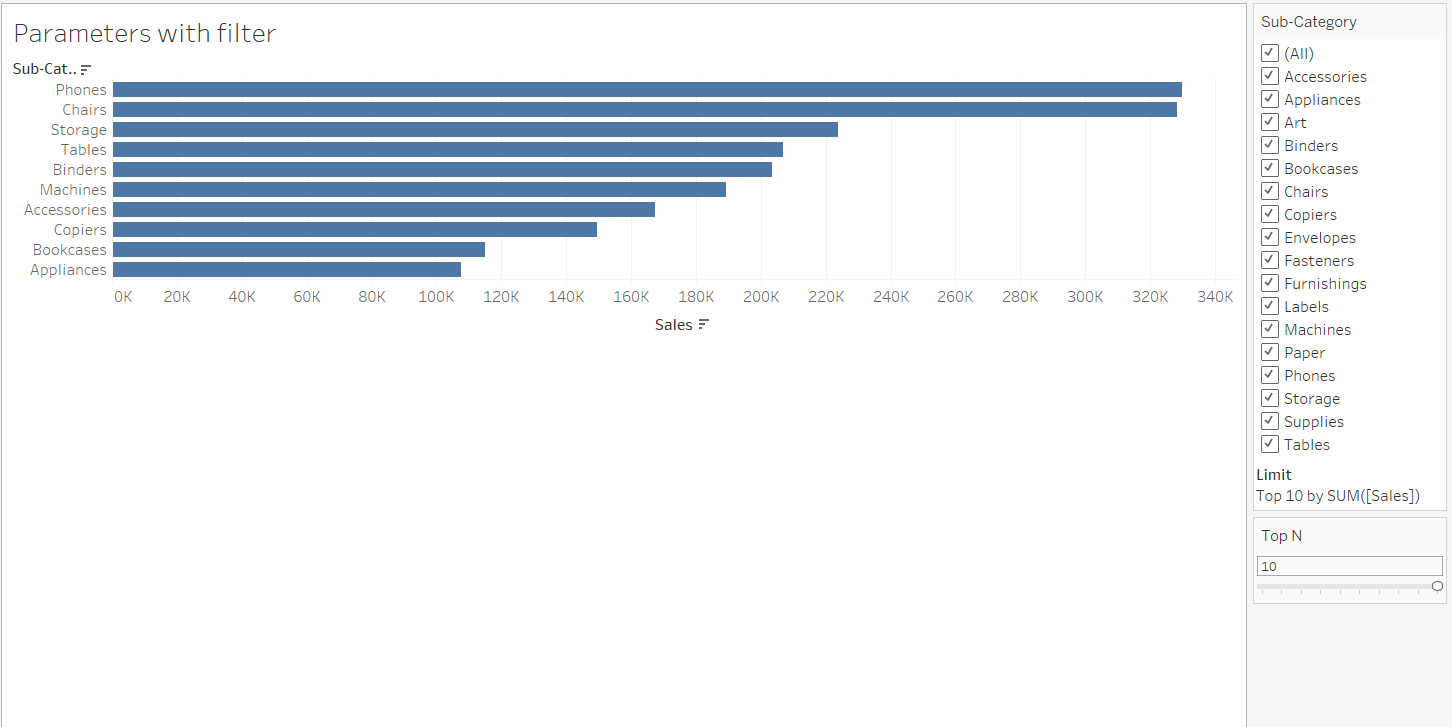 Parameters with filter
Sub-Cat..
Phones
Chairs
Storage
Tables
Binders
Machines
Accessories
Copiers
Bookcases
Appliances
0K 20K 40K 60K 80K 100K 120K 140K 160K 180K 200K 220K 240K 260K 280K 300K 320K 340K
Sales
Sub-Category
(All)
Accessories
Appliances
Art
Binders
Bookcases
Chairs
Copiers
Envelopes
Fasteners
Furnishings
Labels
Machines
Paper
Phones
Storage
Supplies
Tables
Limit
Top 10 by SUM([Sales])
Top N
10